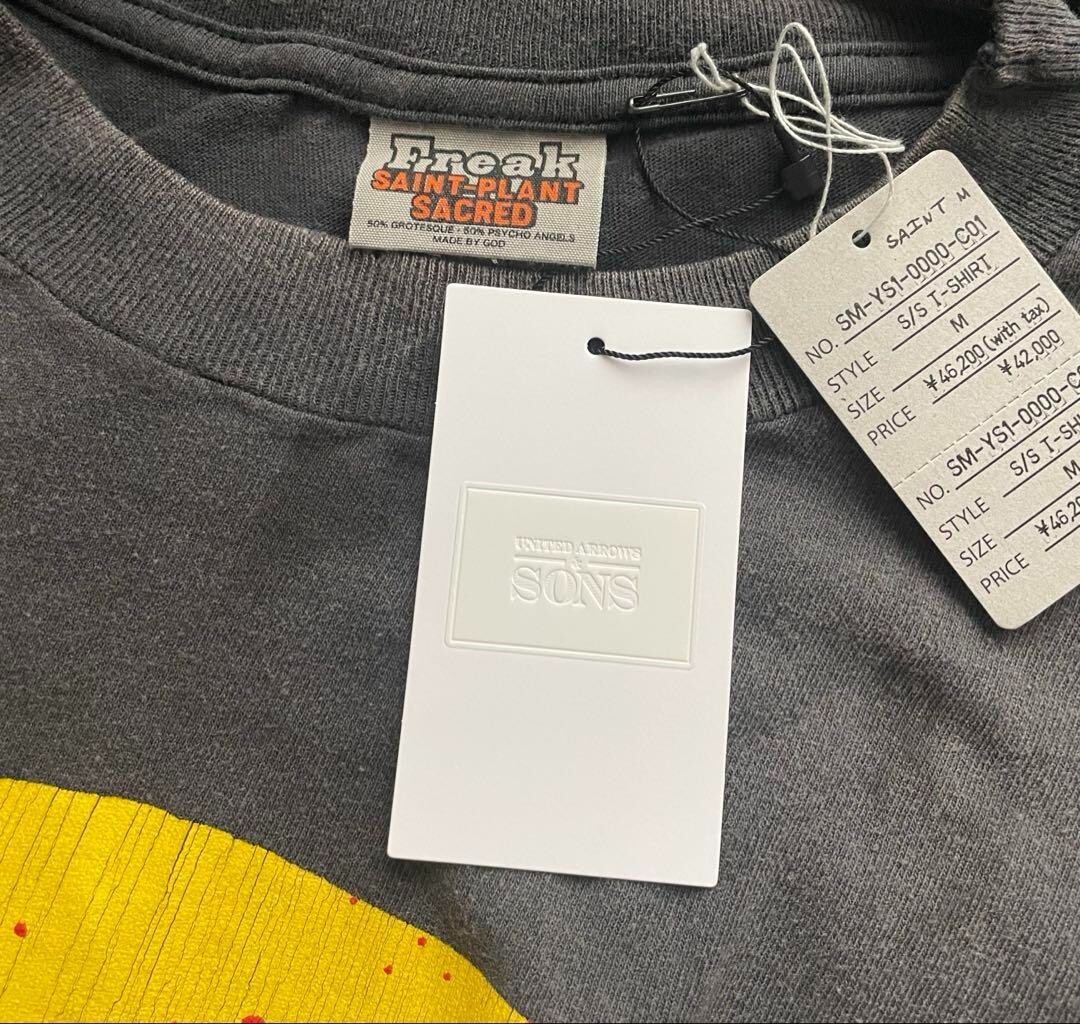 Freak
SAINT-PLANT
SACRED
50% GROTESQUE · 50% PSYCHO ANGELS
MADE BY GOD
UNITED ARROWS
&
SONS
SAINT M
NO. SM-YS1-0000-C01
STYLE S/S T-SHIRT
SIZE M
PRICE ¥46,200(with tax)
¥42,000
NO. SM-YS1-0000-C
STYLE S/S T-SH
SIZE M
PRICE ¥46,2